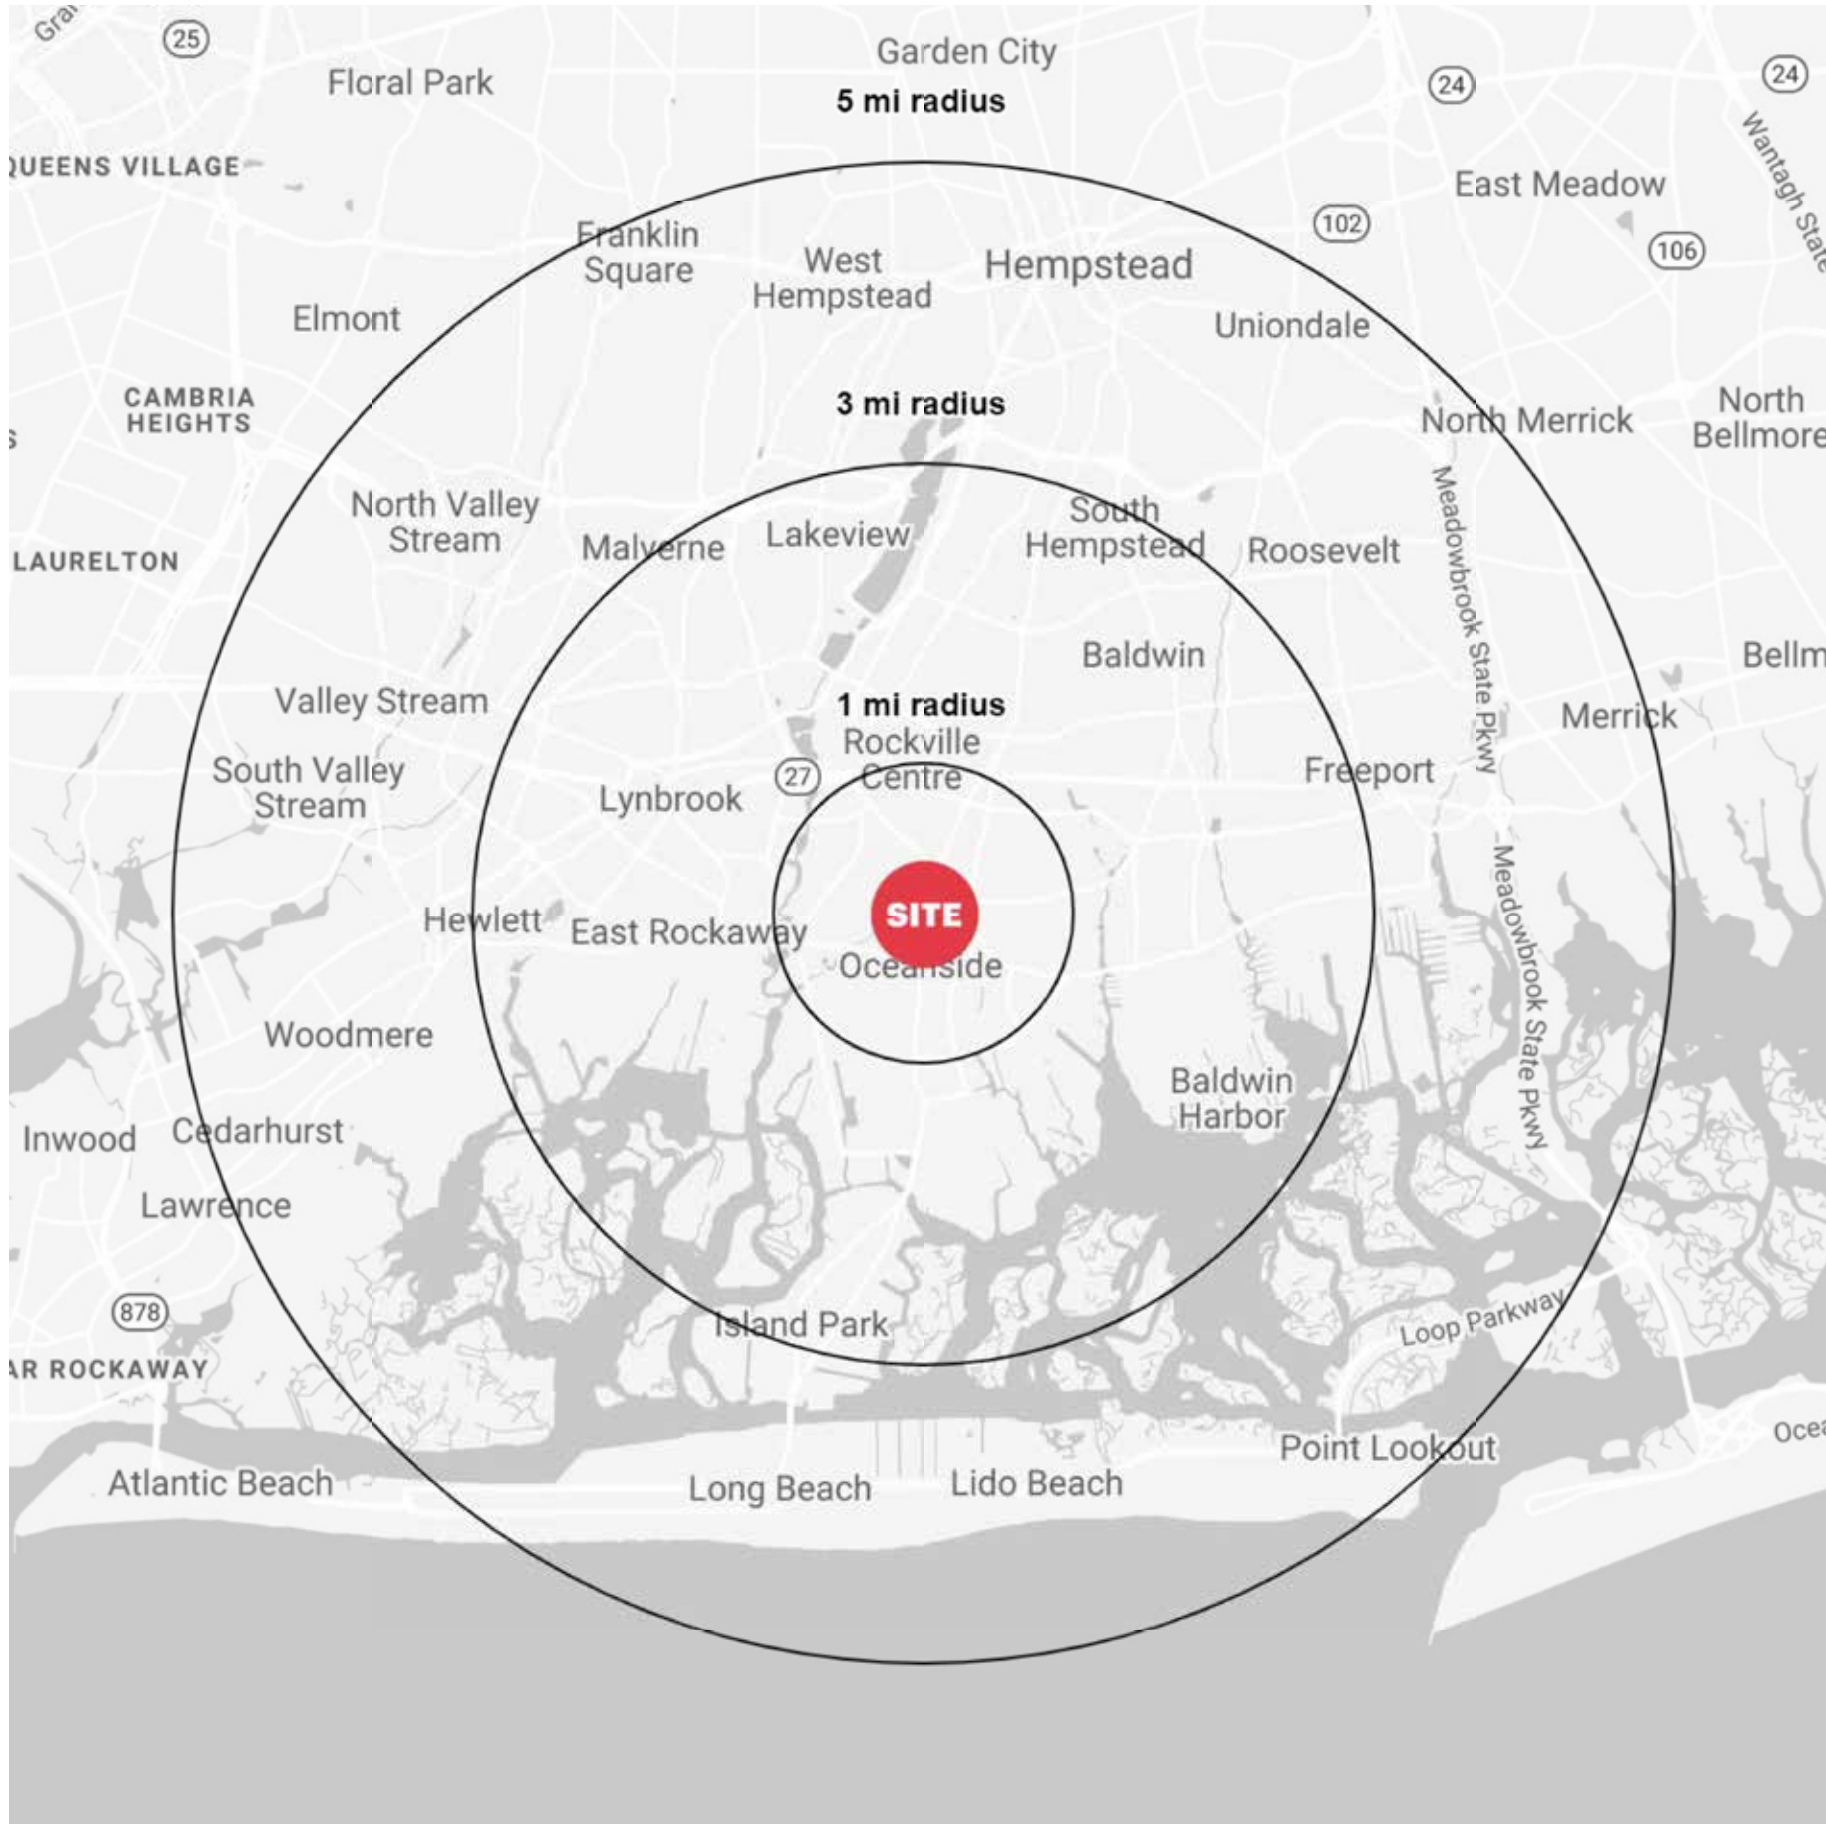 25
Garden City
24
24
Floral Park
5 mi radius
QUEENS VILLAGE
East Meadow
Wantagh State
102
106
Franklin
Square
West
Hempstead
Hempstead
Elmont
Uniondale
CAMBRIA
HEIGHTS
3 mi radius
North Merrick
North
Bellmore
S
North Valley
Stream
Malverne
Lakeview
South
Hempstead
Roosevelt
LAURELTON
Meadowbrook State Pkwy
Baldwin
Bellm
Valley Stream
1 mi radius
Merrick
Rockville
Centre
South Valley
Stream
27
Freeport
Lynbrook
Meadowbrook State Pkwy
SITE
Hewlett
East Rockaway
Oceanside
Woodmere
Baldwin
Harbor
Inwood
Cedarhurst
Lawrence
878
Island Park
Loop Parkway
AR ROCKAWAY
Ocea
Point Lookout
Atlantic Beach
Long Beach
Lido Beach